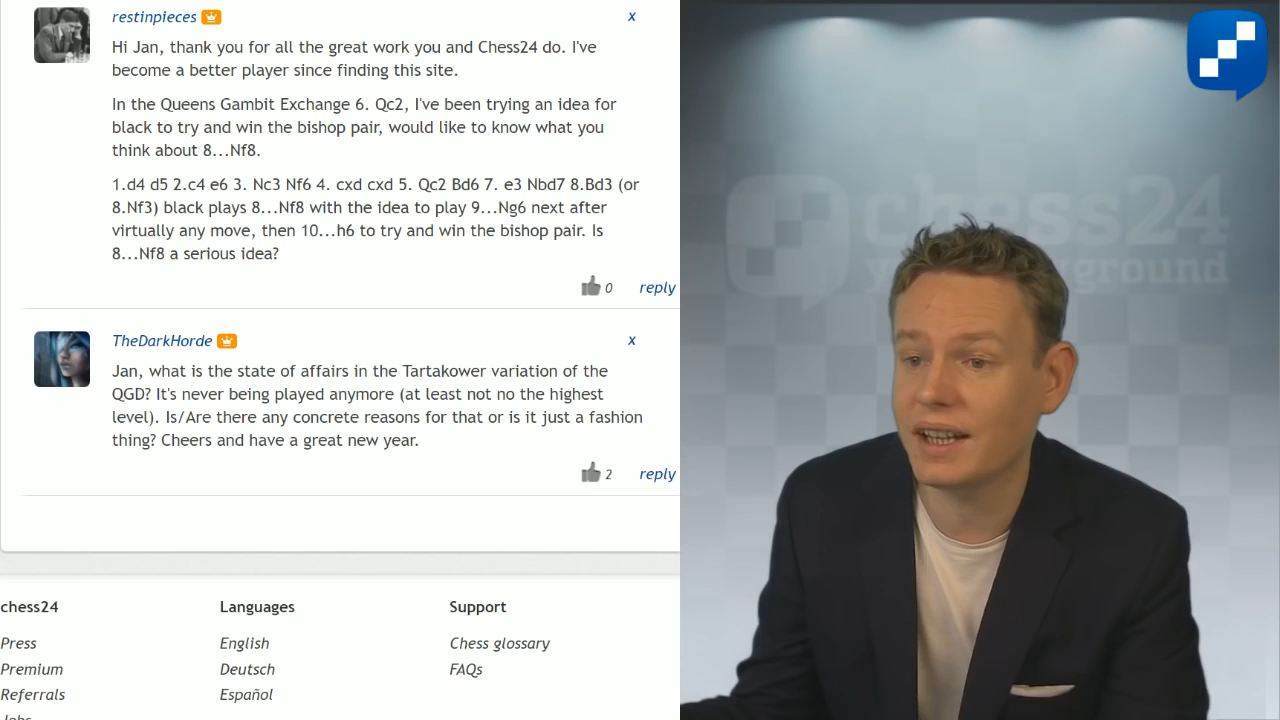 restinpieces
x
Hi Jan, thank you for all the great work you and Chess24 do. I've
become a better player since finding this site.
In the Queens Gambit Exchange 6. Qc2, I've been trying an idea for
black to try and win the bishop pair, would like to know what you
think about 8...Nf8.
1.d4 d5 2.c4 e6 3. Nc3 Nf6 4. cxd cxd 5. Qc2 Bd6 7. e3 Nbd7 8.Bd3 (or
8.Nf3) black plays 8...Nf8 with the idea to play 9...Ng6 next after
virtually any move, then 10...h6 to try and win the bishop pair. Is
8...Nf8 a serious idea?
0 reply
TheDarkHorde
x
Jan, what is the state of affairs in the Tartakower variation of the
QGD? It's never being played anymore (at least not no the highest
level). Is/Are there any concrete reasons for that or is it just a fashion
thing? Cheers and have a great new year.
2 reply
chess24
Press
Premium
Referrals
Languages
English
Deutsch
Español
Support
Chess glossary
FAQs
chess24